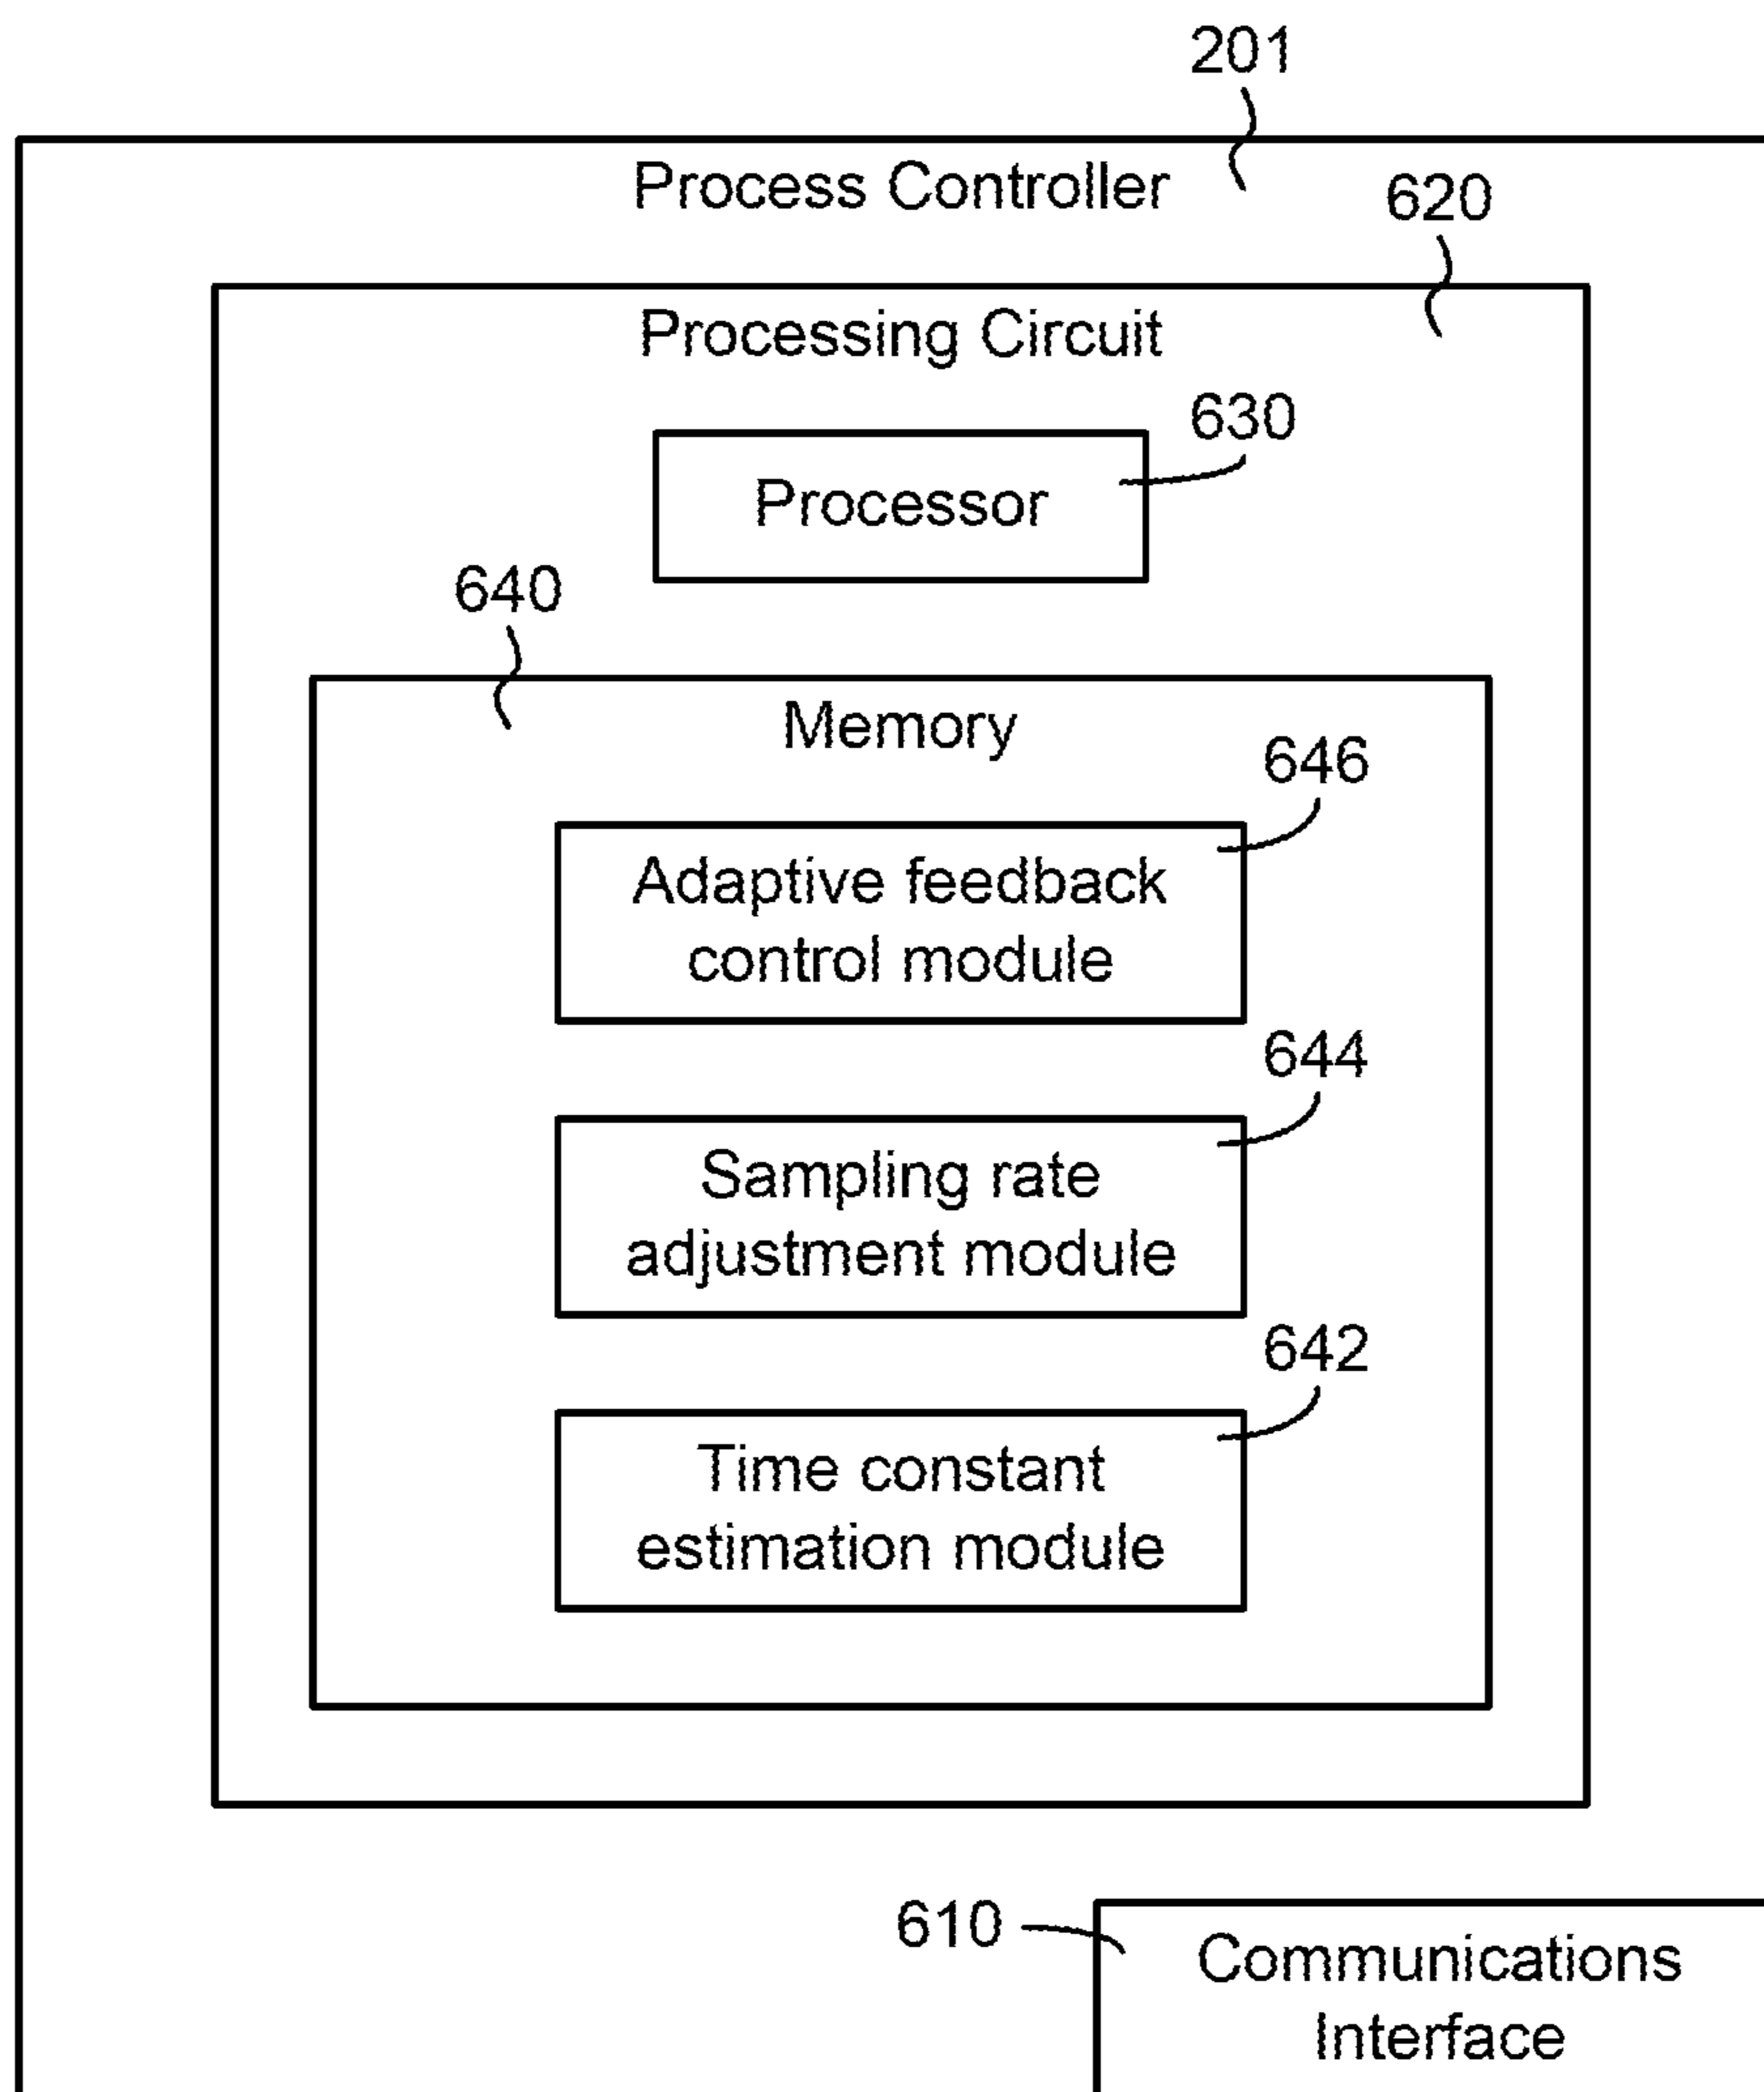 201
Process Controller
620
Processing Circuit
630
Processor
640
Memory
646
Adaptive feedback
control module
644
Sampling rate
adjustment module
642
Time constant
estimation module
610
Communications
Interface